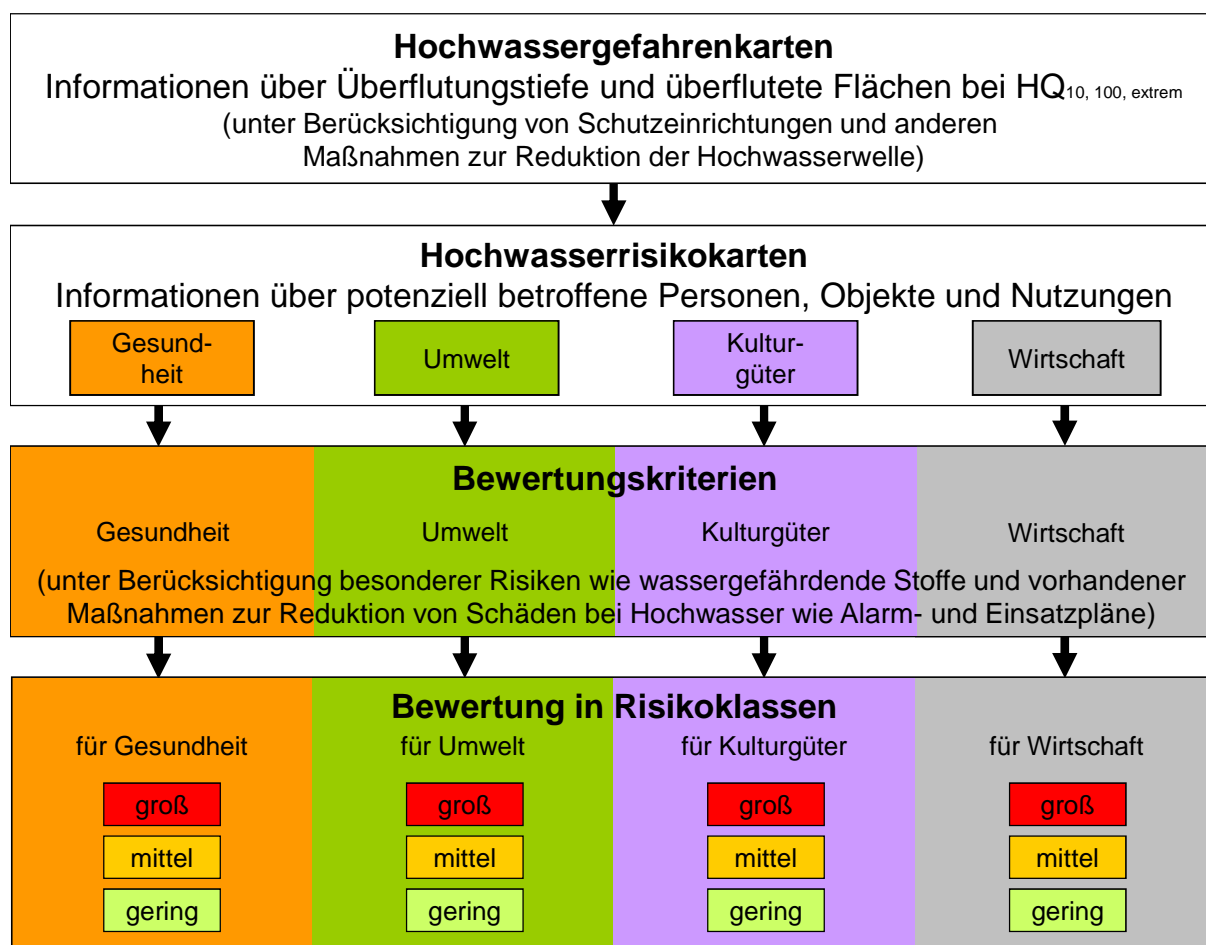 Hochwassergefahrenkarten
Informationen über Überflutungstiefe und überflutete Flächen bei HQ10, 100, extrem
(unter Berücksichtigung von Schutzeinrichtungen und anderen
Maßnahmen zur Reduktion der Hochwasserwelle)
Hochwasserrisikokarten
Informationen über potenziell betroffene Personen, Objekte und Nutzungen
Gesund-
heit
Umwelt
Kultur-
güter
Wirtschaft
Bewertungskriterien
Gesundheit Umwelt Kulturgüter Wirtschaft
(unter Berücksichtigung besonderer Risiken wie wassergefährdende Stoffe und vorhandener
Maßnahmen zur Reduktion von Schäden bei Hochwasser wie Alarm- und Einsatzpläne)
Bewertung in Risikoklassen
für Gesundheit für Umwelt für Kulturgüter für Wirtschaft
groß groß groß groß
mittel mittel mittel mittel
gering gering gering gering